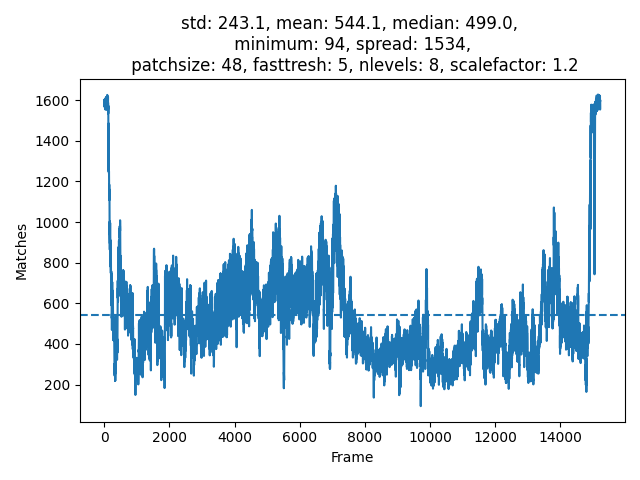 std: 243.1, mean: 544.1, median: 499.0,
minimum: 94, spread: 1534,
patchsize: 48, fasttresh: 5, nlevels: 8, scalefactor: 1.2
1600
1400
1200
1000
800
600
400
200
Matches
0 2000 4000 6000 8000 10000 12000 14000
Frame